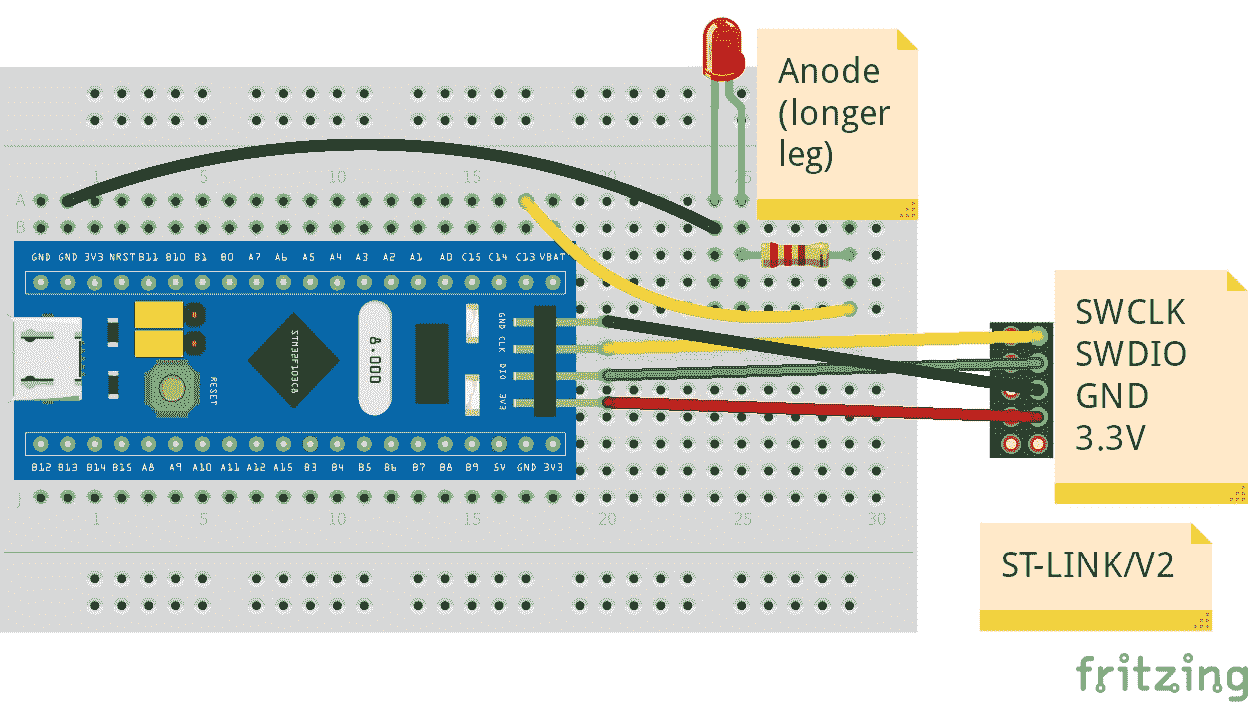 Anode
(longer
leg)
1 5 10 15 25
A
B
GND GND 3V3 NRST B11 B10 B1 B0 A7 A6 A5 A4 A3 A2 A1 A0 C15 C14 C13 VBAT
STM32F103C8
8.000
RESET
GND
CLK
DIO
3V3
SWCLK
SWDIO
GND
3.3V
B12 B13 B14 B15 A8 A9 A10 A11 A12 A15 B3 B4 B5 B6 B7 B8 B9 5V GND 3V3
J
1 5 10 15 20 25 30
ST-LINK/V2
fritzing